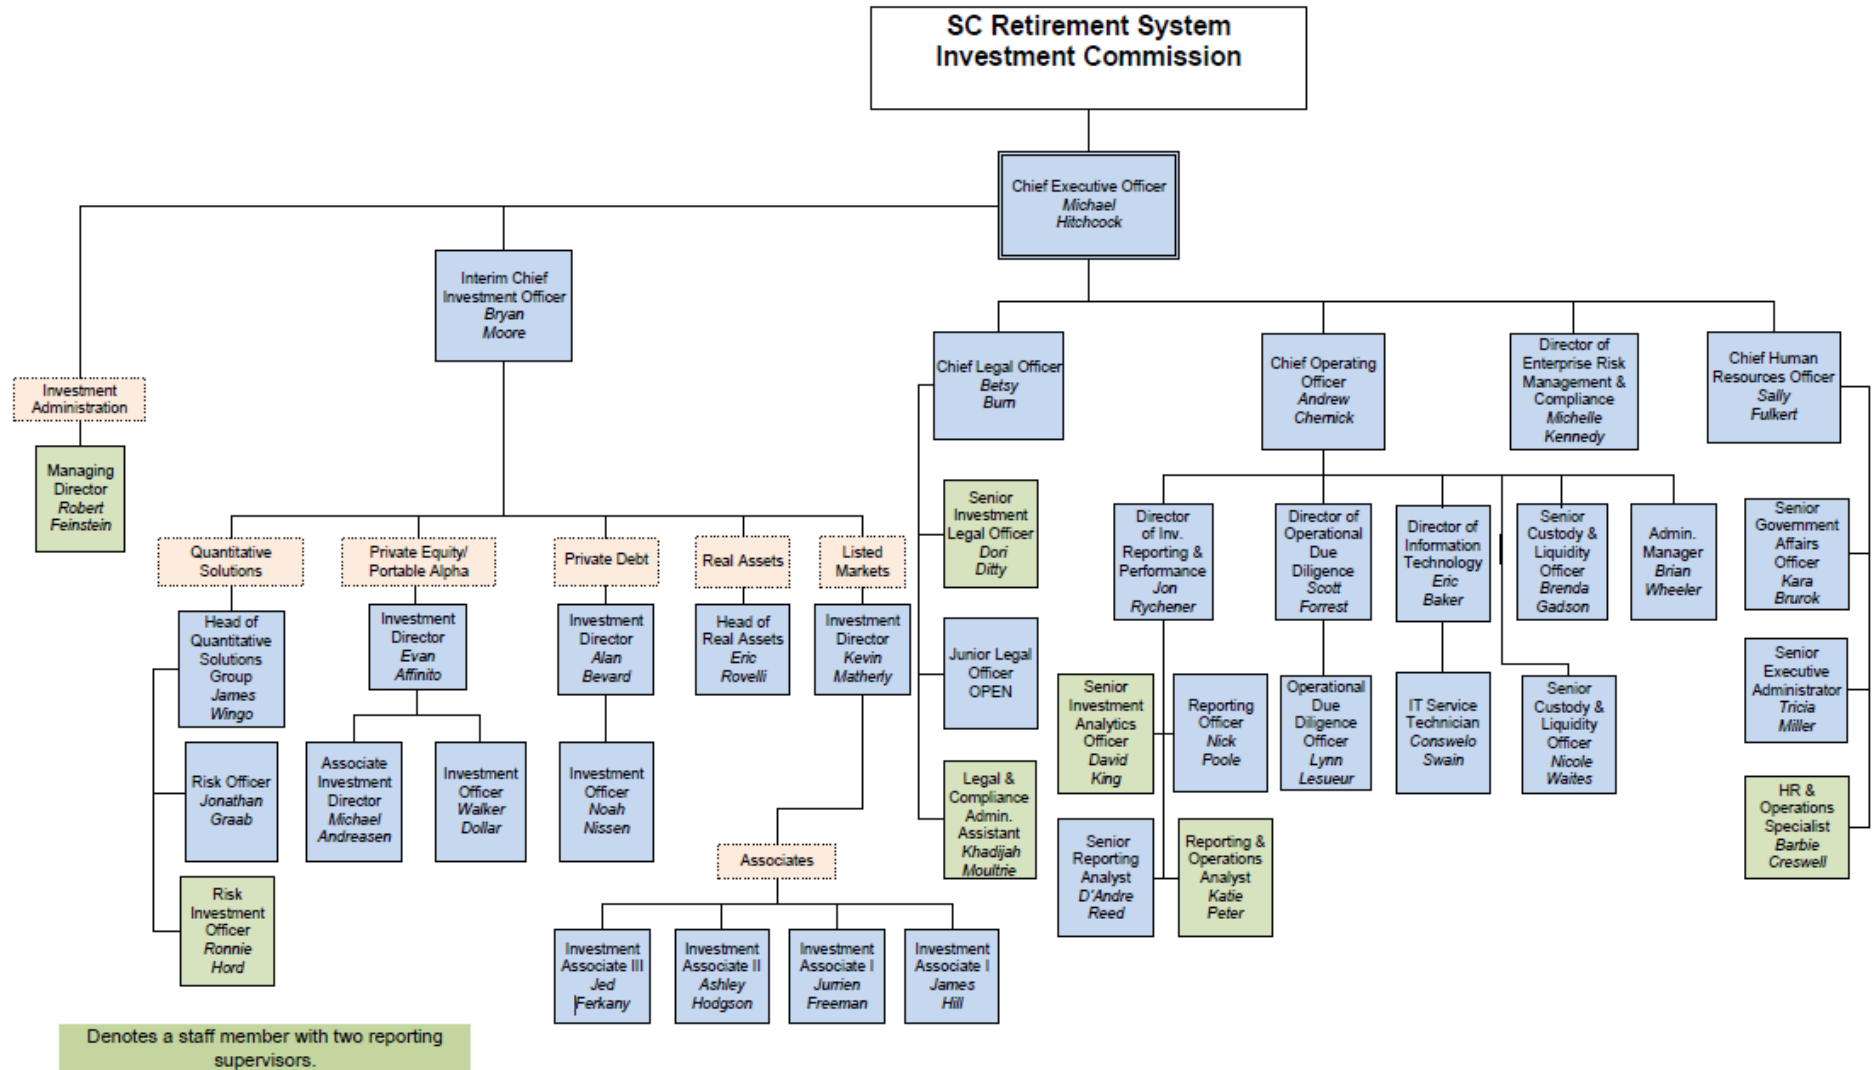 SC Retirement System
Investment Commission
Chief Executive Officer
Michael
Hitchcock
Interim Chief
Investment Officer
Bryan
Moore
Investment
Administration
Managing
Director
Robert
Feinstein
Chief Legal Officer
Betsy
Burn
Chief Operating
Officer
Andrew
Chernick
Director of
Enterprise Risk
Management &
Compliance
Michelle
Kennedy
Chief Human
Resources Officer
Sally
Fulkert
Quantitative
Solutions
Private Equity/
Portable Alpha
Private Debt
Real Assets
Listed
Markets
Head of
Quantitative
Solutions
Group
James
Wingo
Investment
Director
Evan
Affinito
Investment
Director
Alan
Bevard
Head of
Real Assets
Eric
Rovelli
Investment
Director
Kevin
Matherly
Risk Officer
Jonathan
Graab
Risk
Investment
Officer
Ronnie
Hord
Associate
Investment
Director
Michael
Andreasen
Investment
Officer
Walker
Dollar
Investment
Officer
Noah
Nissen
Associates
Investment
Associate III
Jed
Ferkany
Investment
Associate II
Ashley
Hodgson
Investment
Associate I
Jurrien
Freeman
Investment
Associate I
James
Hill
Senior
Investment
Legal Officer
Dori
Ditty
Junior Legal
Officer
OPEN
Legal &
Compliance
Admin.
Assistant
Khadijah
Moultrie
Director
of Inv.
Reporting &
Performance
Jon
Rychener
Director of
Operational
Due
Diligence
Scott
Forrest
Director of
Information
Technology
Eric
Baker
Senior
Custody &
Liquidity
Officer
Brenda
Gadson
Admin.
Manager
Brian
Wheeler
Senior
Investment
Analytics
Officer
David
King
Reporting
Officer
Nick
Poole
Operational
Due
Diligence
Officer
Lynn
Lesueur
IT Service
Technician
Conswelo
Swain
Senior
Custody &
Liquidity
Officer
Nicole
Waites
Senior
Reporting
Analyst
D'Andre
Reed
Reporting &
Operations
Analyst
Katie
Peter
Senior
Government
Affairs
Officer
Kara
Brurok
Senior
Executive
Administrator
Tricia
Miller
HR &
Operations
Specialist
Barbie
Creswell
Denotes a staff member with two reporting
supervisors.